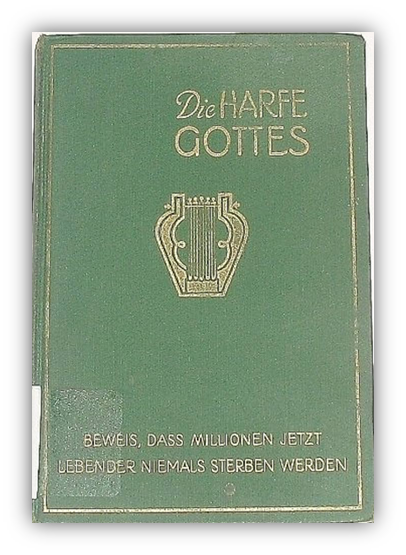 Die HARFE
GOTTES
BEWEIS, DASS MILLIONEN JETZT
LEBENDER NIEMALS STERBEN WERDEN